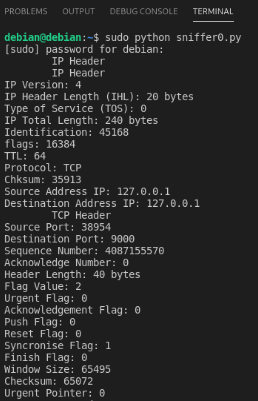 PROBLEMS OUTPUT DEBUG CONSOLE TERMINAL
debian@debian:~$ sudo python sniffer0.py
[sudo] password for debian:
IP Header
IP Header
IP Version: 4
IP Header Length (IHL): 20 bytes
Type of Service (TOS): 0
IP Total Length: 240 bytes
Identification: 45168
flags: 16384
TTL: 64
Protocol: TCP
Chksum: 35913
Source Address IP: 127.0.0.1
Destination Address IP: 127.0.0.1
TCP Header
Source Port: 38954
Destination Port: 9000
Sequence Number: 4087155570
Acknowledge Number: 0
Header Length: 40 bytes
Flag Value: 2
Urgent Flag: 0
Acknowledgement Flag: 0
Push Flag: 0
Reset Flag: 0
Syncronise Flag: 1
Finish Flag: 0
Window Size: 65495
Checksum: 65072
Urgent Pointer: 0